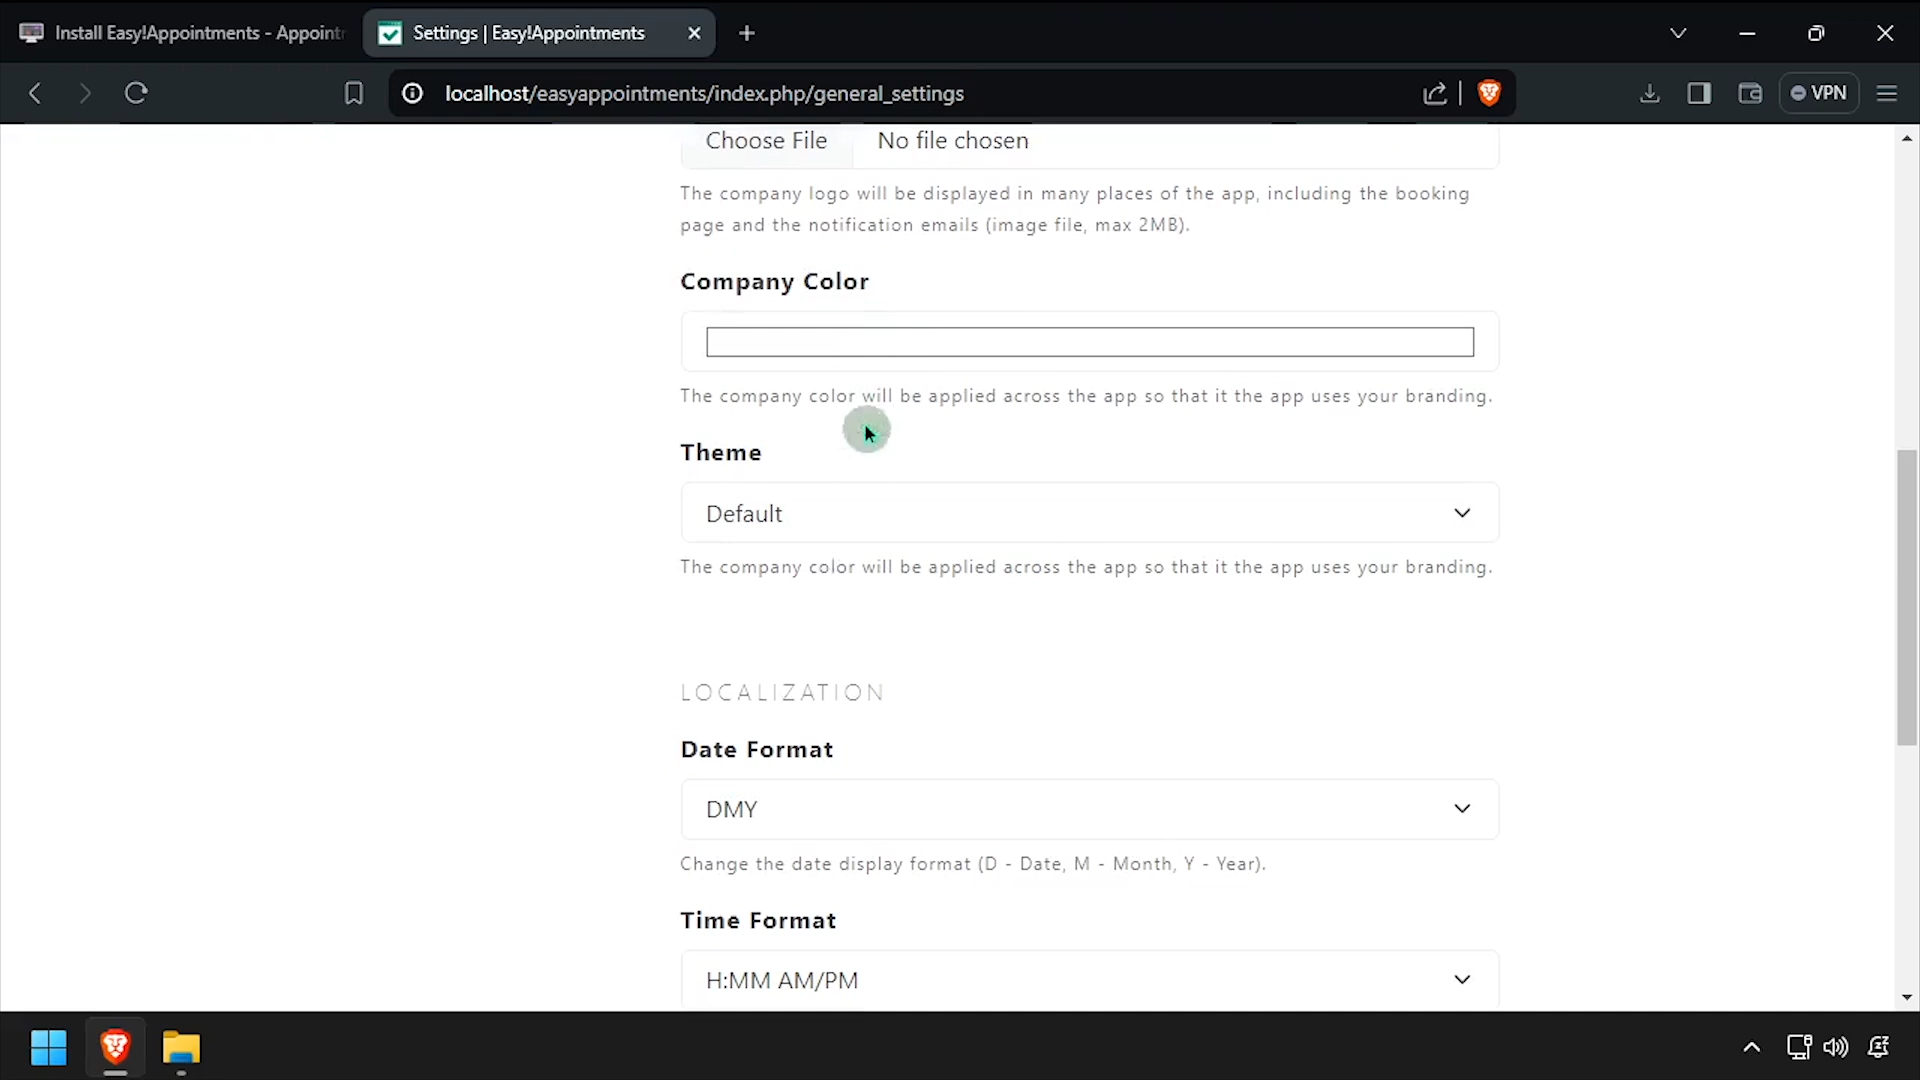 Install Easy!Appointments - Appoint
Settings | Easy!Appointments
localhost/easyappointments/index.php/general_settings
VPN
Choose File No file chosen
The company logo will be displayed in many places of the app, including the booking
page and the notification emails (image file, max 2MB).
Company Color
The company color will be applied across the app so that it the app uses your branding.
Theme
Default
The company color will be applied across the app so that it the app uses your branding.
LOCALIZATION
Date Format
DMY
Change the date display format (D - Date, M - Month, Y - Year).
Time Format
H:MM AM/PM